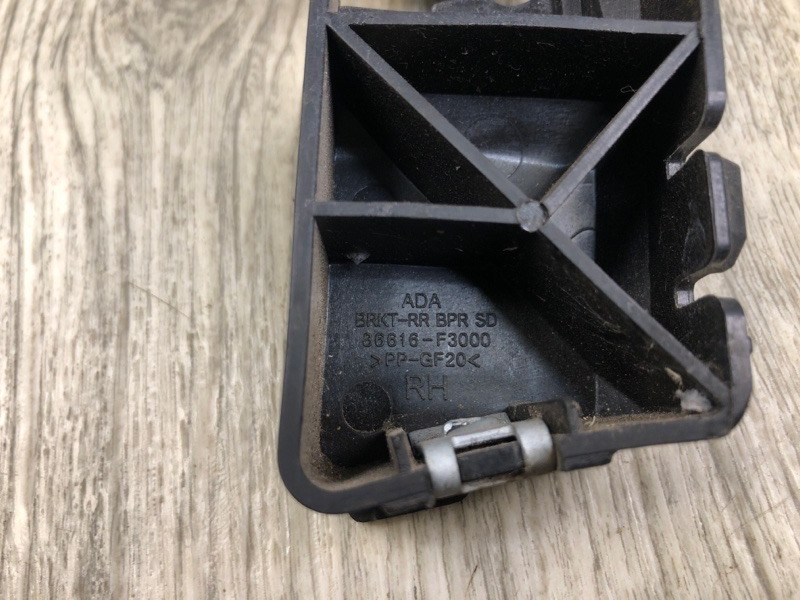 ADA
BRKT-RR BPR SD
86616-F3000
>PP-GF20<
RH